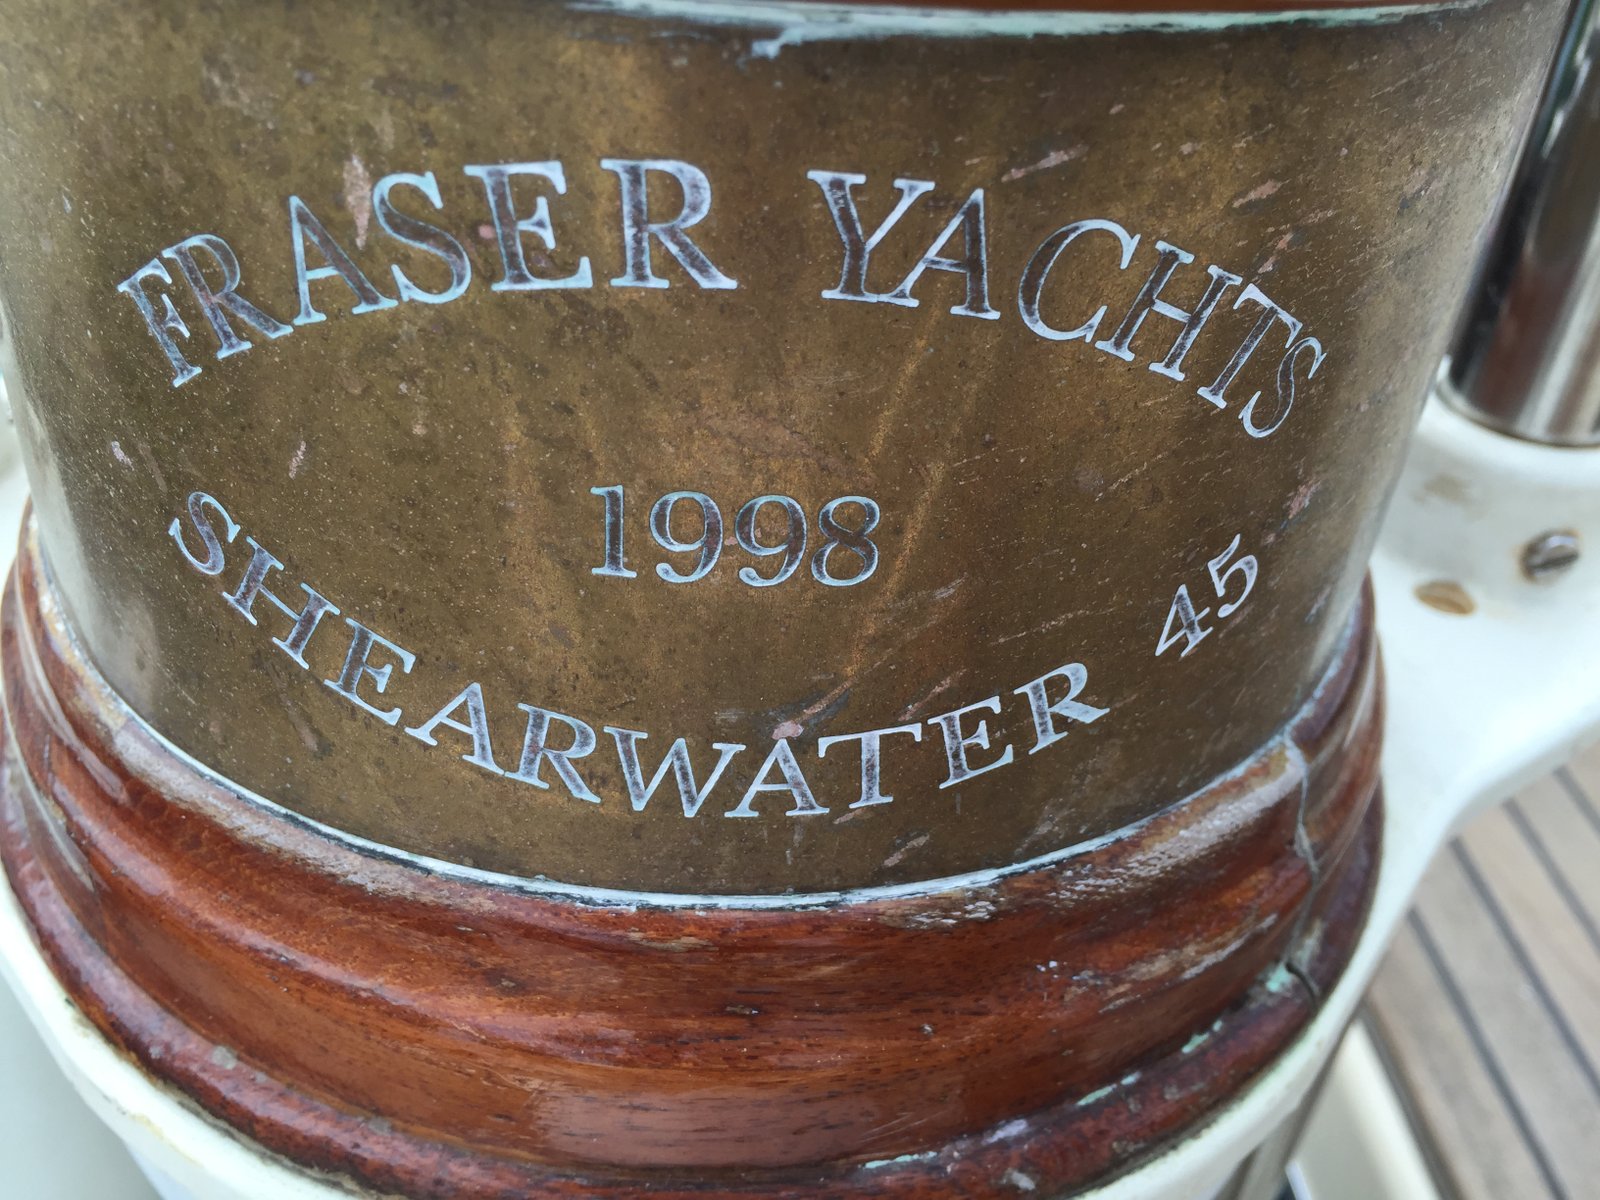 FRASER YACHTS
1998
SHEARWATER 45